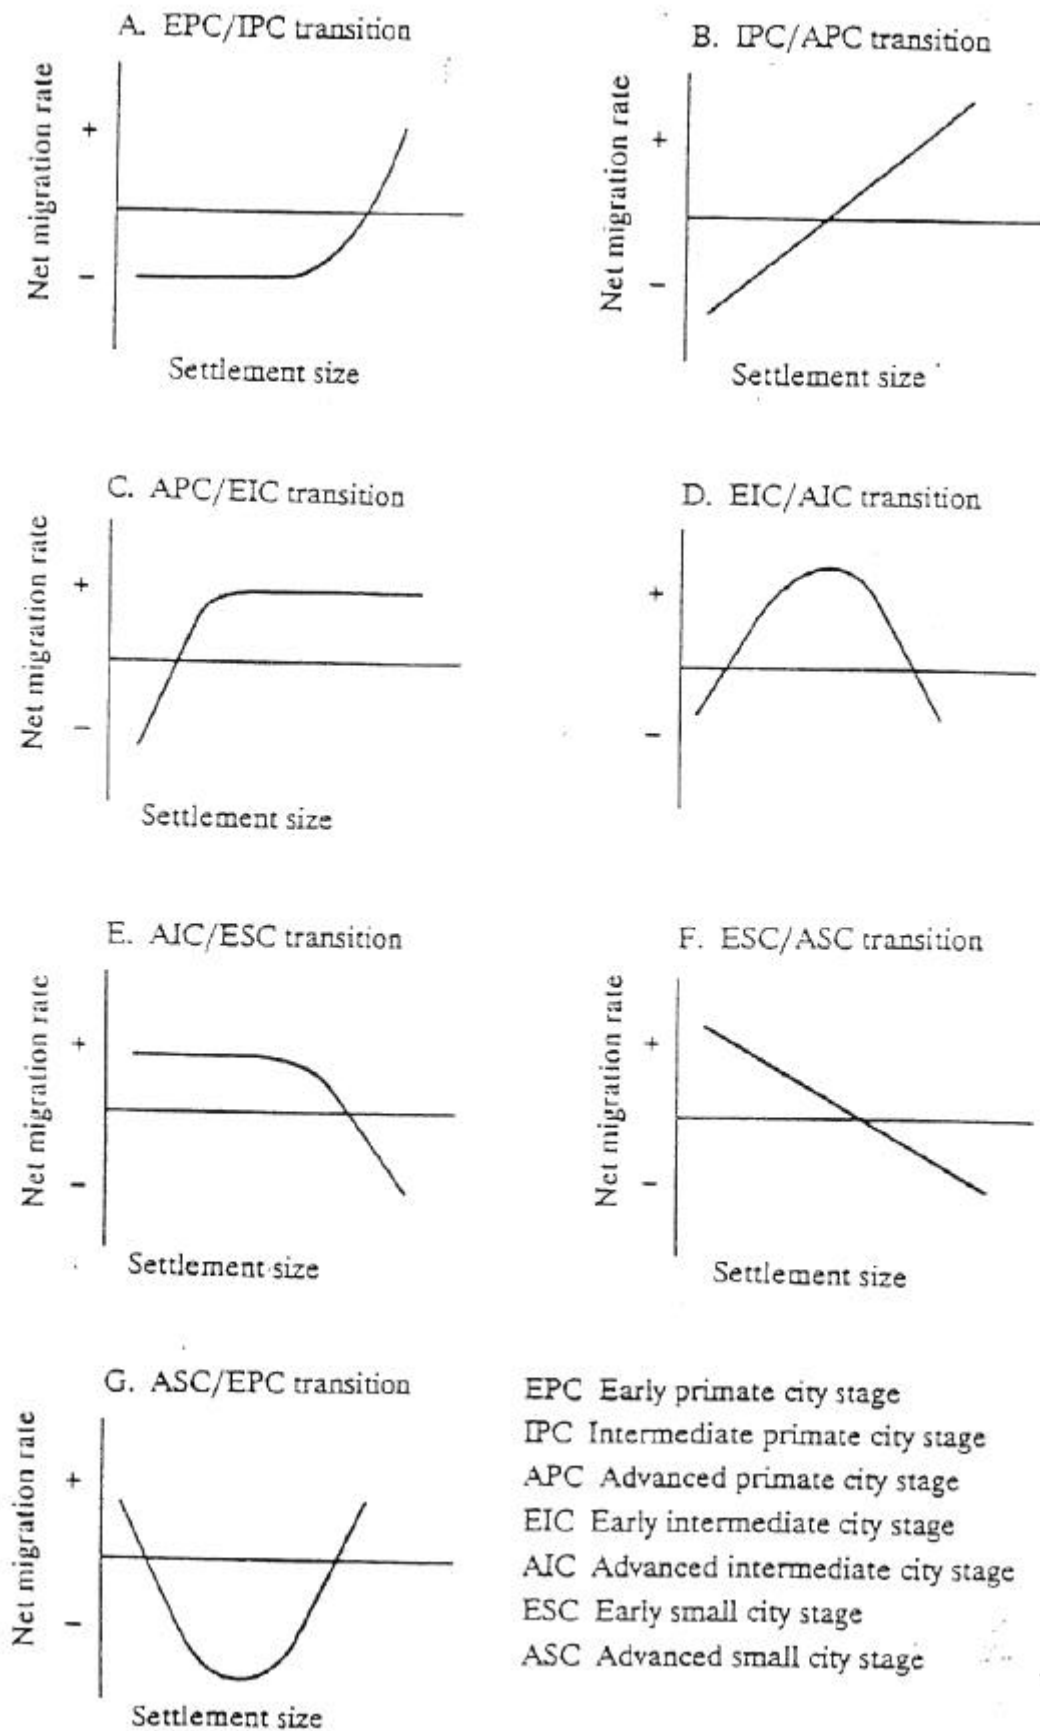 A. EPC/IPC transition
Net migration rate
+
−
Settlement size
B. IPC/APC transition
Net migration rate
+
−
Settlement size
C. APC/EIC transition
Net migration rate
+
−
Settlement size
D. EIC/AIC transition
+
−
E. AIC/ESC transition
Net migration rate
+
−
Settlement size
F. ESC/ASC transition
Net migration rate
+
−
Settlement size
G. ASC/EPC transition
Net migration rate
+
−
Settlement size
EPC Early primate city stage
IPC Intermediate primate city stage
APC Advanced primate city stage
EIC Early intermediate city stage
AIC Advanced intermediate city stage
ESC Early small city stage
ASC Advanced small city stage